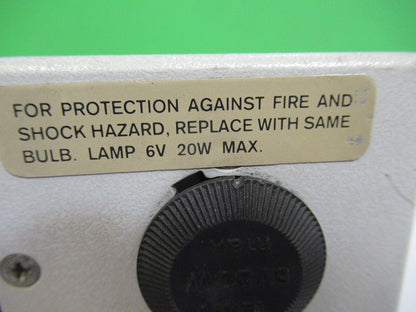 FOR PROTECTION AGAINST FIRE AND
SHOCK HAZARD, REPLACE WITH SAME
BULB. LAMP 6V 20W MAX.